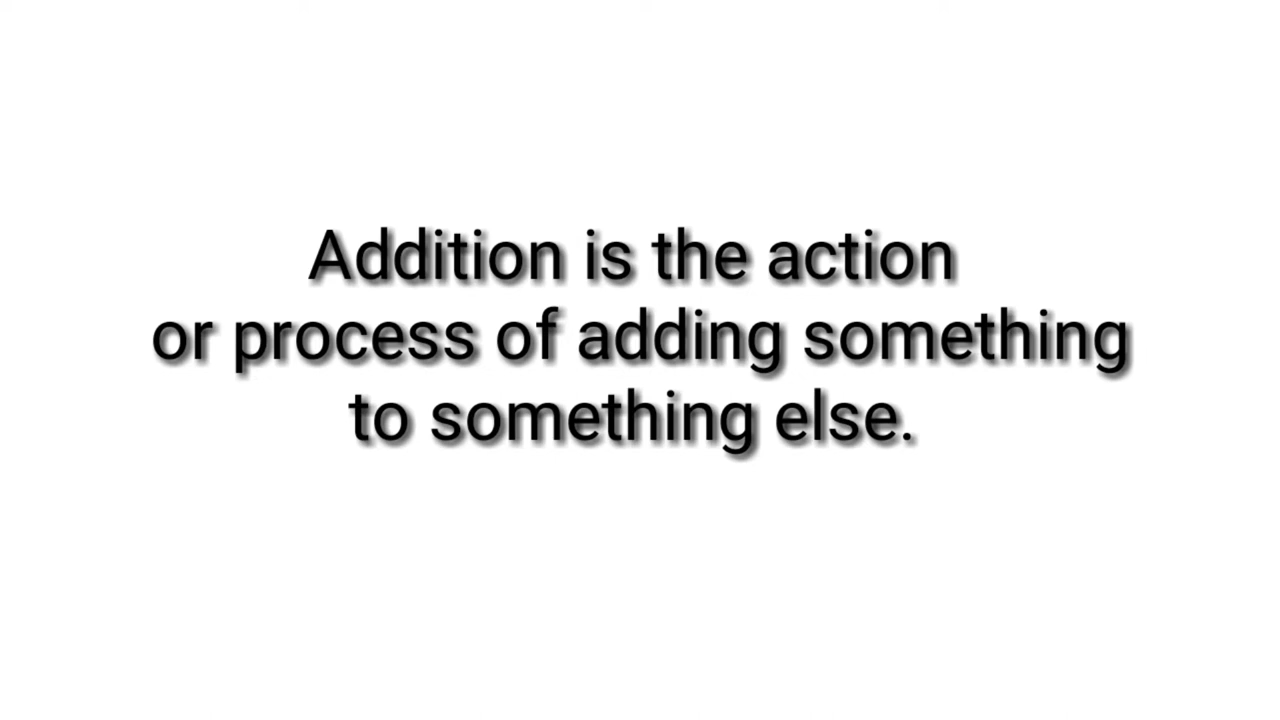 Addition is the action
or process of adding something
to something else.